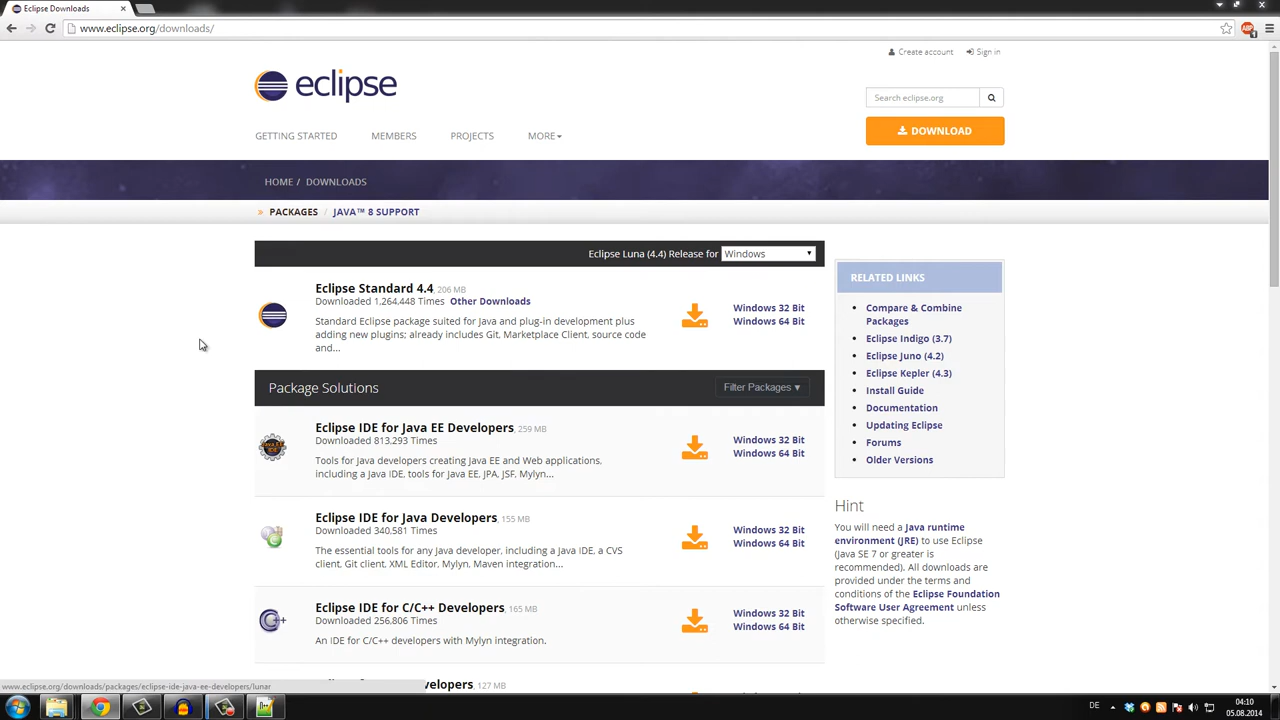 Eclipse Downloads
www.eclipse.org/downloads/
Create account Sign in
eclipse
Search eclipse.org
DOWNLOAD
GETTING STARTED MEMBERS PROJECTS MORE
HOME / DOWNLOADS
PACKAGES / JAVA™ 8 SUPPORT
Eclipse Luna (4.4) Release for Windows
Eclipse Standard 4.4, 206 MB
Downloaded 1,264,448 Times Other Downloads
Standard Eclipse package suited for Java and plug-in development plus
adding new plugins; already includes Git, Marketplace Client, source code
and...
Windows 32 Bit
Windows 64 Bit
Package Solutions
Filter Packages ▼
Eclipse IDE for Java EE Developers, 259 MB
Downloaded 813,293 Times
Tools for Java developers creating Java EE and Web applications,
including a Java IDE, tools for Java EE, JPA, JSF, Mylyn...
Windows 32 Bit
Windows 64 Bit
Eclipse IDE for Java Developers, 155 MB
Downloaded 340,581 Times
The essential tools for any Java developer, including a Java IDE, a CVS
client, Git client, XML Editor, Mylyn, Maven integration...
Windows 32 Bit
Windows 64 Bit
Eclipse IDE for C/C++ Developers, 165 MB
Downloaded 256,806 Times
An IDE for C/C++ developers with Mylyn integration.
Windows 32 Bit
Windows 64 Bit
velopers, 127 MB
RELATED LINKS
Compare & Combine
Packages
Eclipse Indigo (3.7)
Eclipse Juno (4.2)
Eclipse Kepler (4.3)
Install Guide
Documentation
Updating Eclipse
Forums
Older Versions
Hint
You will need a Java runtime
environment (JRE) to use Eclipse
(Java SE 7 or greater is
recommended). All downloads are
provided under the terms and
conditions of the Eclipse Foundation
Software User Agreement unless
otherwise specified.
www.eclipse.org/downloads/packages/eclipse-ide-java-ee-developers/lunar
DE
04:10
05.08.2014